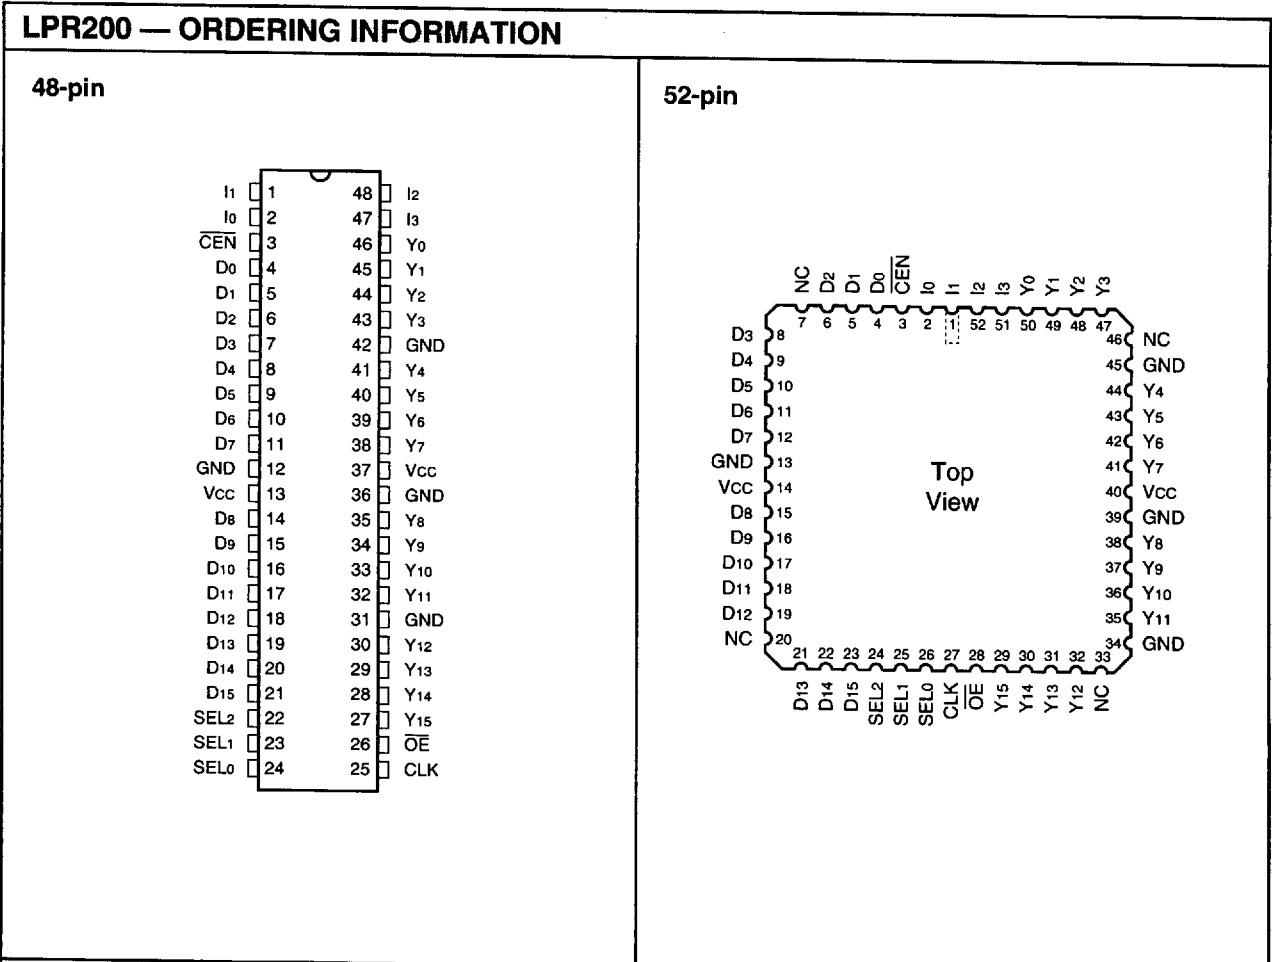 LPR200 — ORDERING INFORMATION
48-pin
I1 1 48 I2
I0 2 47 I3
CEN 3 46 Y0
D0 4 45 Y1
D1 5 44 Y2
D2 6 43 Y3
D3 7 42 GND
D4 8 41 Y4
D5 9 40 Y5
D6 10 39 Y6
D7 11 38 Y7
GND 12 37 VCC
VCC 13 36 GND
D8 14 35 Y8
D9 15 34 Y9
D10 16 33 Y10
D11 17 32 Y11
D12 18 31 GND
D13 19 30 Y12
D14 20 29 Y13
D15 21 28 Y14
SEL2 22 27 Y15
SEL1 23 26 OE
SEL0 24 25 CLK
52-pin
NC D2 D1 D0 CEN I0 I1 I2 I3 Y0 Y1 Y2 Y3
7 6 5 4 3 2 1 52 51 50 49 48 47
D3 8 46 NC
D4 9 45 GND
D5 10 44 Y4
D6 11 43 Y5
D7 12 42 Y6
GND 13 41 Y7
VCC 14 40 VCC
D8 15 39 GND
D9 16 38 Y8
D10 17 37 Y9
D11 18 36 Y10
D12 19 35 Y11
NC 20 34 GND
Top
View
21 22 23 24 25 26 27 28 29 30 31 32 33
D13 D14 D15 SEL2 SEL1 SEL0 CLK OE Y15 Y14 Y13 Y12 NC